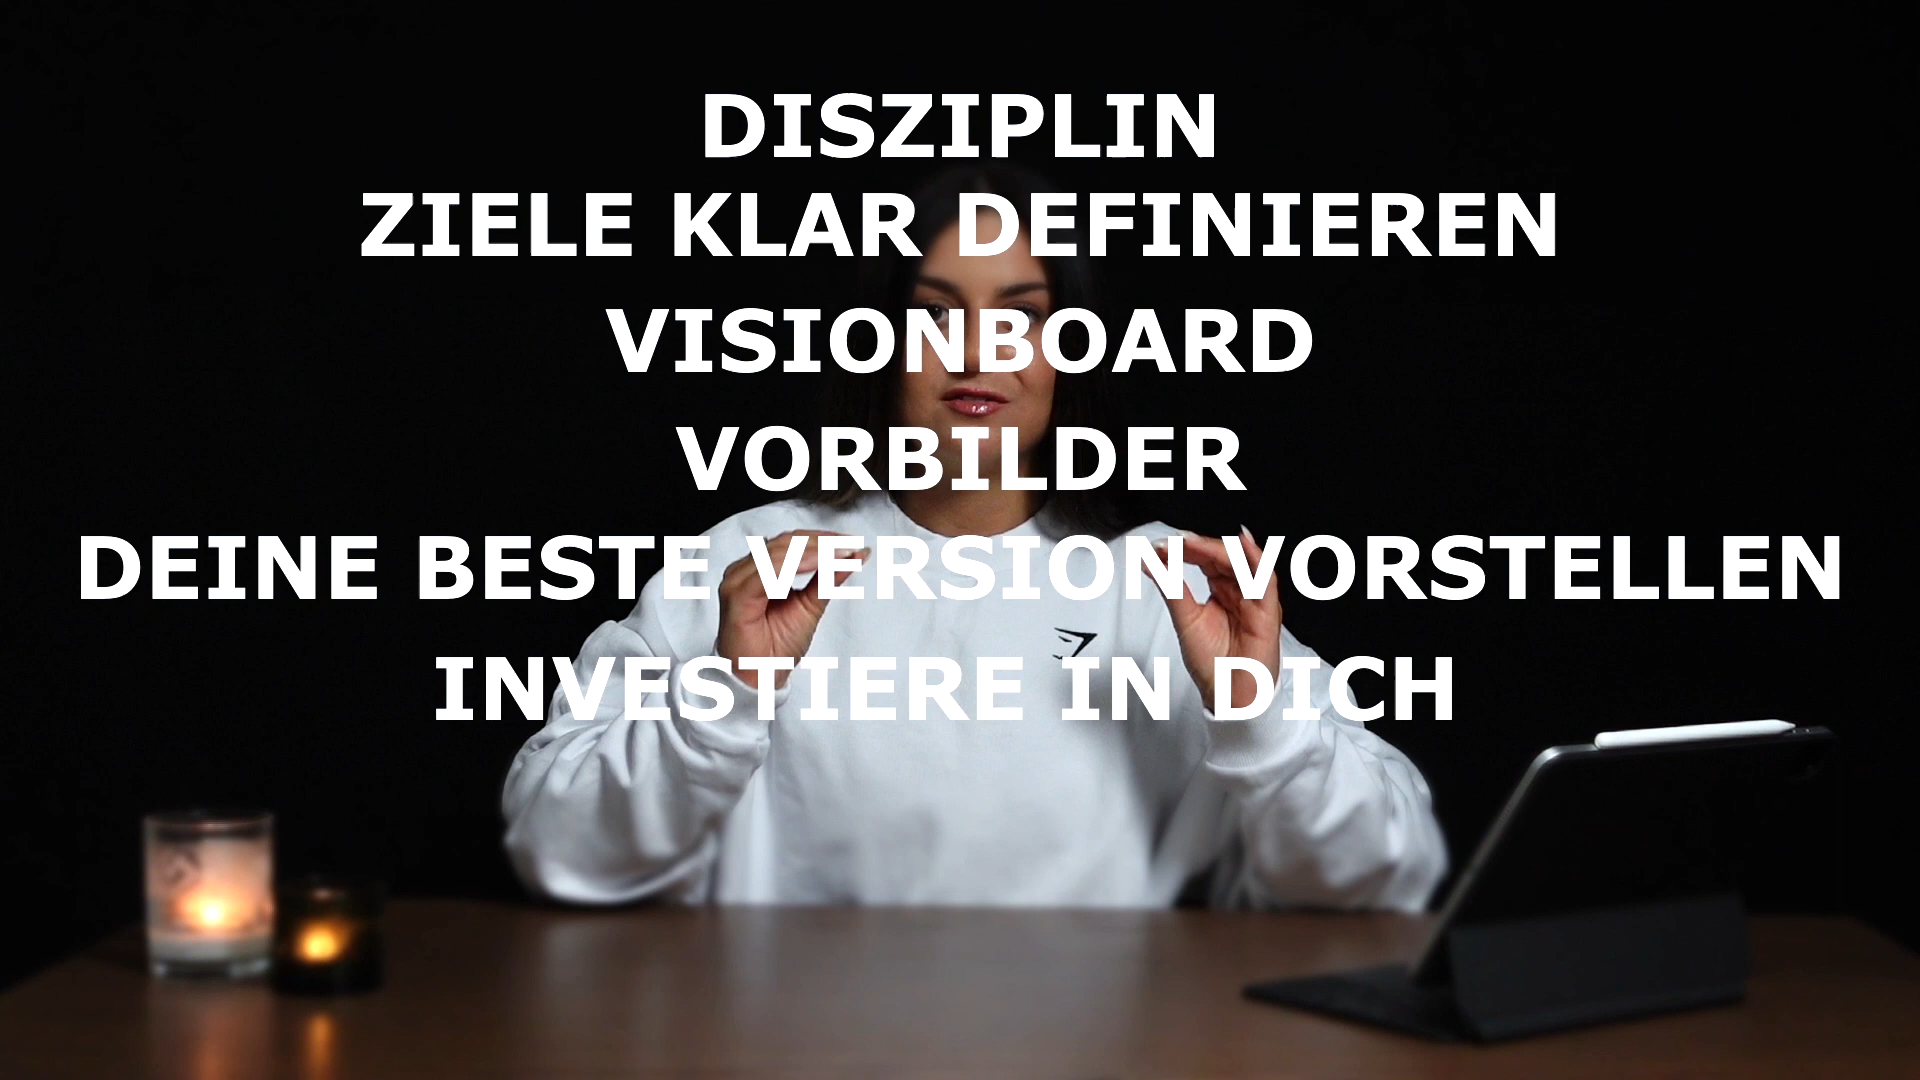 DISZIPLIN
ZIELE KLAR DEFINIEREN
VISIONBOARD
VORBILDER
DEINE BESTE VERSION VORSTELLEN
INVESTIERE IN DICH